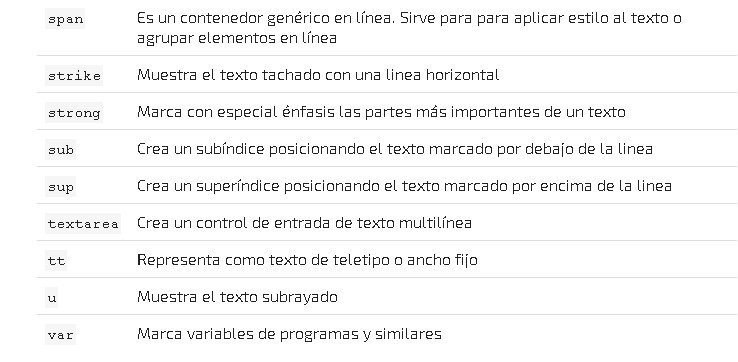 span Es un contenedor genérico en línea. Sirve para para aplicar estilo al texto o
agrupar elementos en línea
strike Muestra el texto tachado con una linea horizontal
strong Marca con especial énfasis las partes más importantes de un texto
sub Crea un subíndice posicionando el texto marcado por debajo de la linea
sup Crea un superíndice posicionando el texto marcado por encima de la linea
textarea Crea un control de entrada de texto multilínea
tt Representa como texto de teletipo o ancho fijo
u Muestra el texto subrayado
var Marca variables de programas y similares